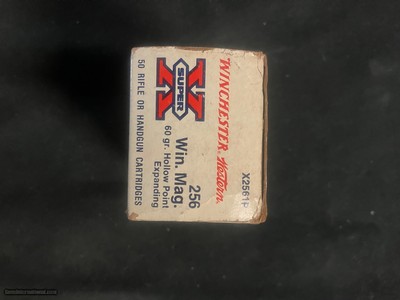 X2561P
WINCHESTER Western
X
SUPER
256
Win. Mag.
60 gr. Hollow Point
Expanding
50 RIFLE OR HANDGUN CARTRIDGES